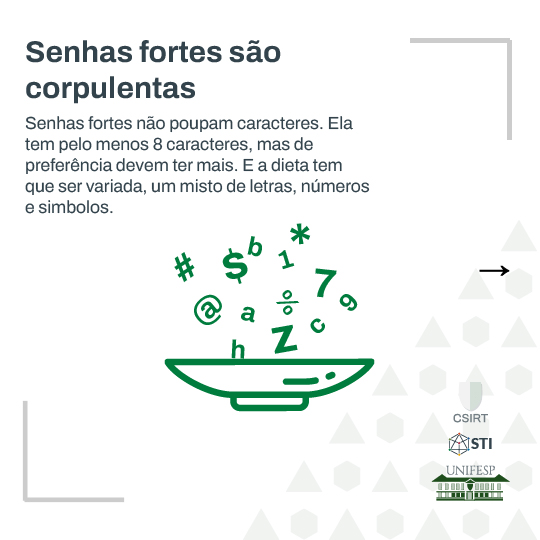 Senhas fortes são
corpulentas
Senhas fortes não poupam caracteres. Ela
tem pelo menos 8 caracteres, mas de
preferência devem ter mais. E a dieta tem
que ser variada, um misto de letras, números
e simbolos.
*
# $ b 1
7
@ a ÷ c 9
h z
→
CSIRT
STI
UNIFESP